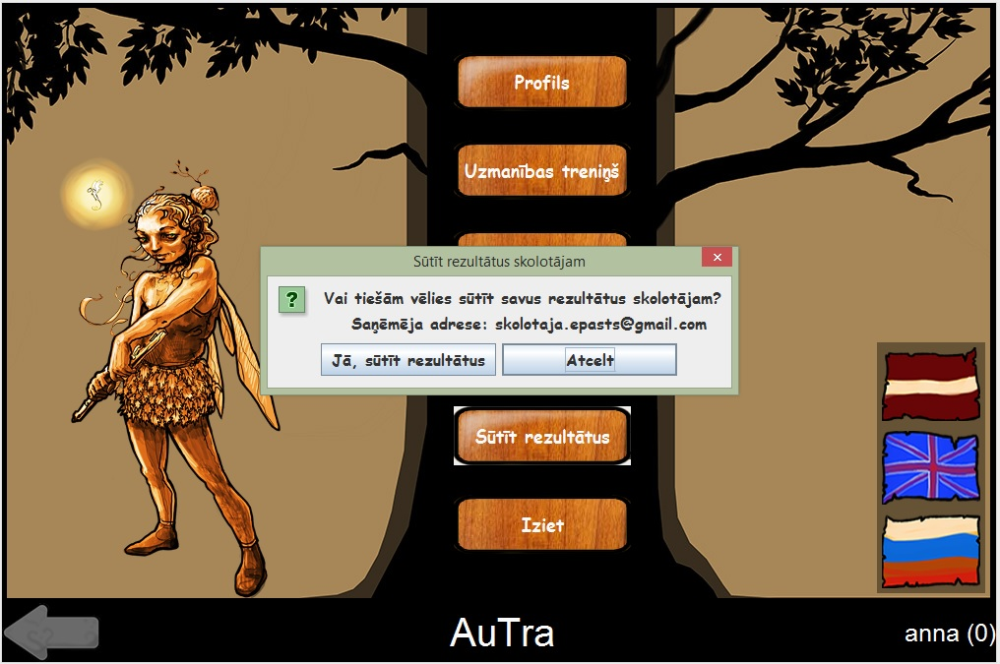 Profils
Uzmanības treniņš
Sūtīt rezultātus skolotājam
?
Vai tiešām vēlies sūtīt savus rezultātus skolotājam?
Saņēmēja adrese: skolotaja.epasts@gmail.com
Jā, sūtīt rezultātus
Atcelt
Sūtīt rezultātus
Iziet
AuTra
anna (0)